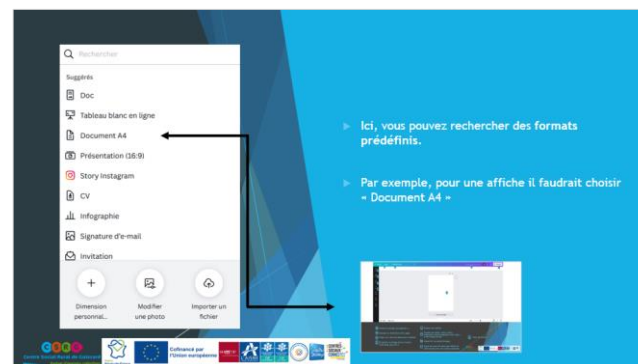 Rechercher
Suggérés
Doc
Tableau blanc en ligne
Document A4
Présentation (16:9)
Story Instagram
CV
Infographie
Signature d'e-mail
Invitation
Dimension
personnal...
Modifier
une photo
Importer un
fichier
Ici, vous pouvez rechercher des formats
prédéfinis.
Par exemple, pour une affiche il faudrait choisir
« Document A4 »
Cofinancé par
l'Union européenne